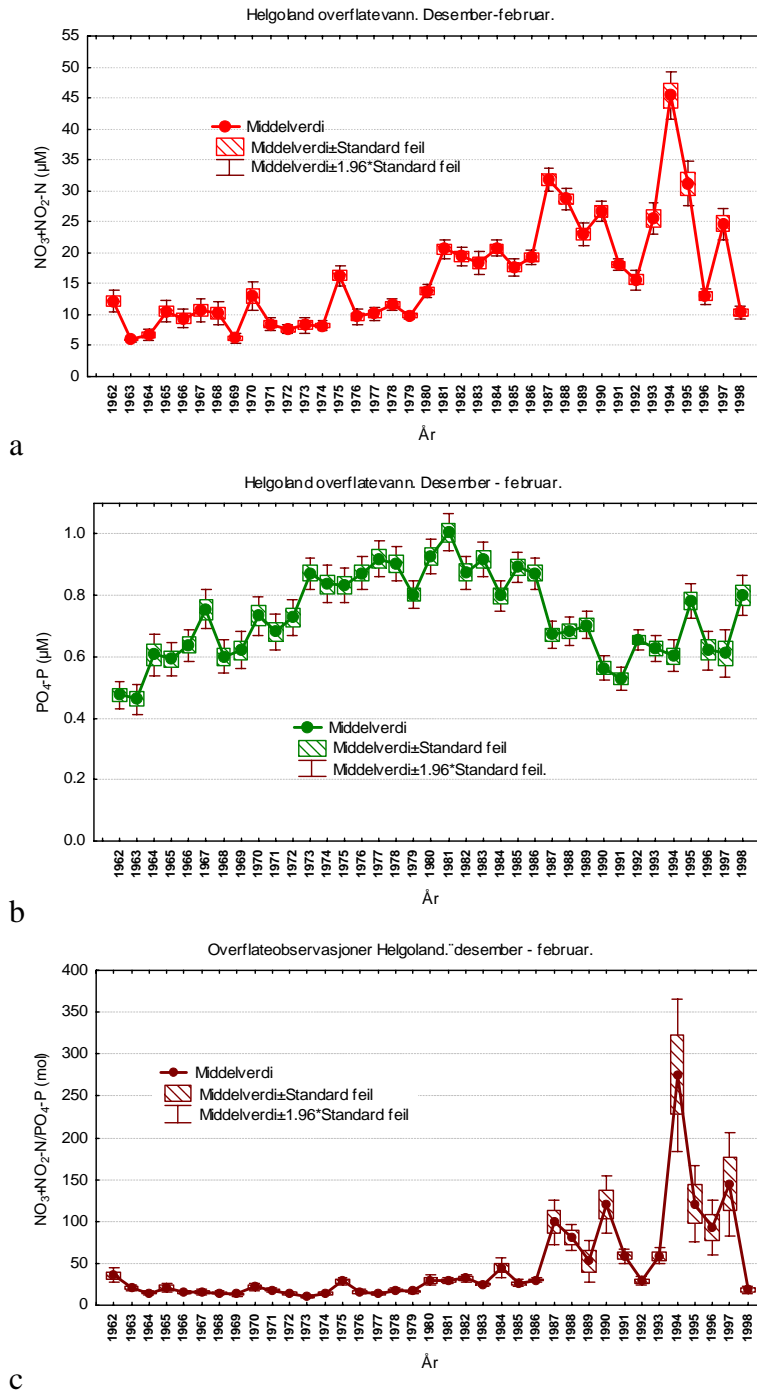 Helgoland overflatevann. Desember-februar.
55
50
45
40
35
30
25
20
15
10
5
0
NO3+NO2-N (µM)
Middelverdi
Middelverdi±Standard feil
Middelverdi±1.96*Standard feil
1962 1963 1964 1965 1966 1967 1968 1969 1970 1971 1972 1973 1974 1975 1976 1977 1978 1979 1980 1981 1982 1983 1984 1985 1986 1987 1988 1989 1990 1991 1992 1993 1994 1995 1996 1997 1998
År
a
Helgoland overflatevann. Desember - februar.
1.0
0.8
0.6
0.4
0.2
0.0
PO4-P (µM)
Middelverdi
Middelverdi±Standard feil
Middelverdi±1.96*Standard feil.
1962 1963 1964 1965 1966 1967 1968 1969 1970 1971 1972 1973 1974 1975 1976 1977 1978 1979 1980 1981 1982 1983 1984 1985 1986 1987 1988 1989 1990 1991 1992 1993 1994 1995 1996 1997 1998
År
b
Overflateobservasjoner Helgoland.¨desember - februar.
400
350
300
250
200
150
100
50
0
NO3+NO2-N/PO4-P (mol)
Middelverdi
Middelverdi±Standard feil
Middelverdi±1.96*Standard feil
1962 1963 1964 1965 1966 1967 1968 1969 1970 1971 1972 1973 1974 1975 1976 1977 1978 1979 1980 1981 1982 1983 1984 1985 1986 1987 1988 1989 1990 1991 1992 1993 1994 1995 1996 1997 1998
År
c